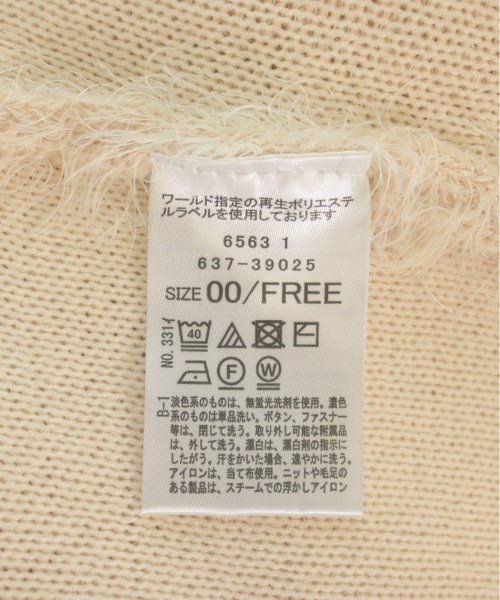 ワールド指定の再生ポリエステ
ルラベルを使用しております
6563 1
637-39025
SIZE 00/FREE
NO.331イ
40
F
W
B-1
淡色系のものは、無蛍光洗剤を使用。濃色
系のものは単品洗い。ボタン、ファスナー
等は、閉じて洗う。取り外し可能な附属品
は、外して洗う。漂白は、漂白剤の指示に
したがう。汗をかいた場合、速やかに洗う。
アイロンは、当て布使用。ニットや毛足の
ある製品は、スチームでの浮かしアイロン